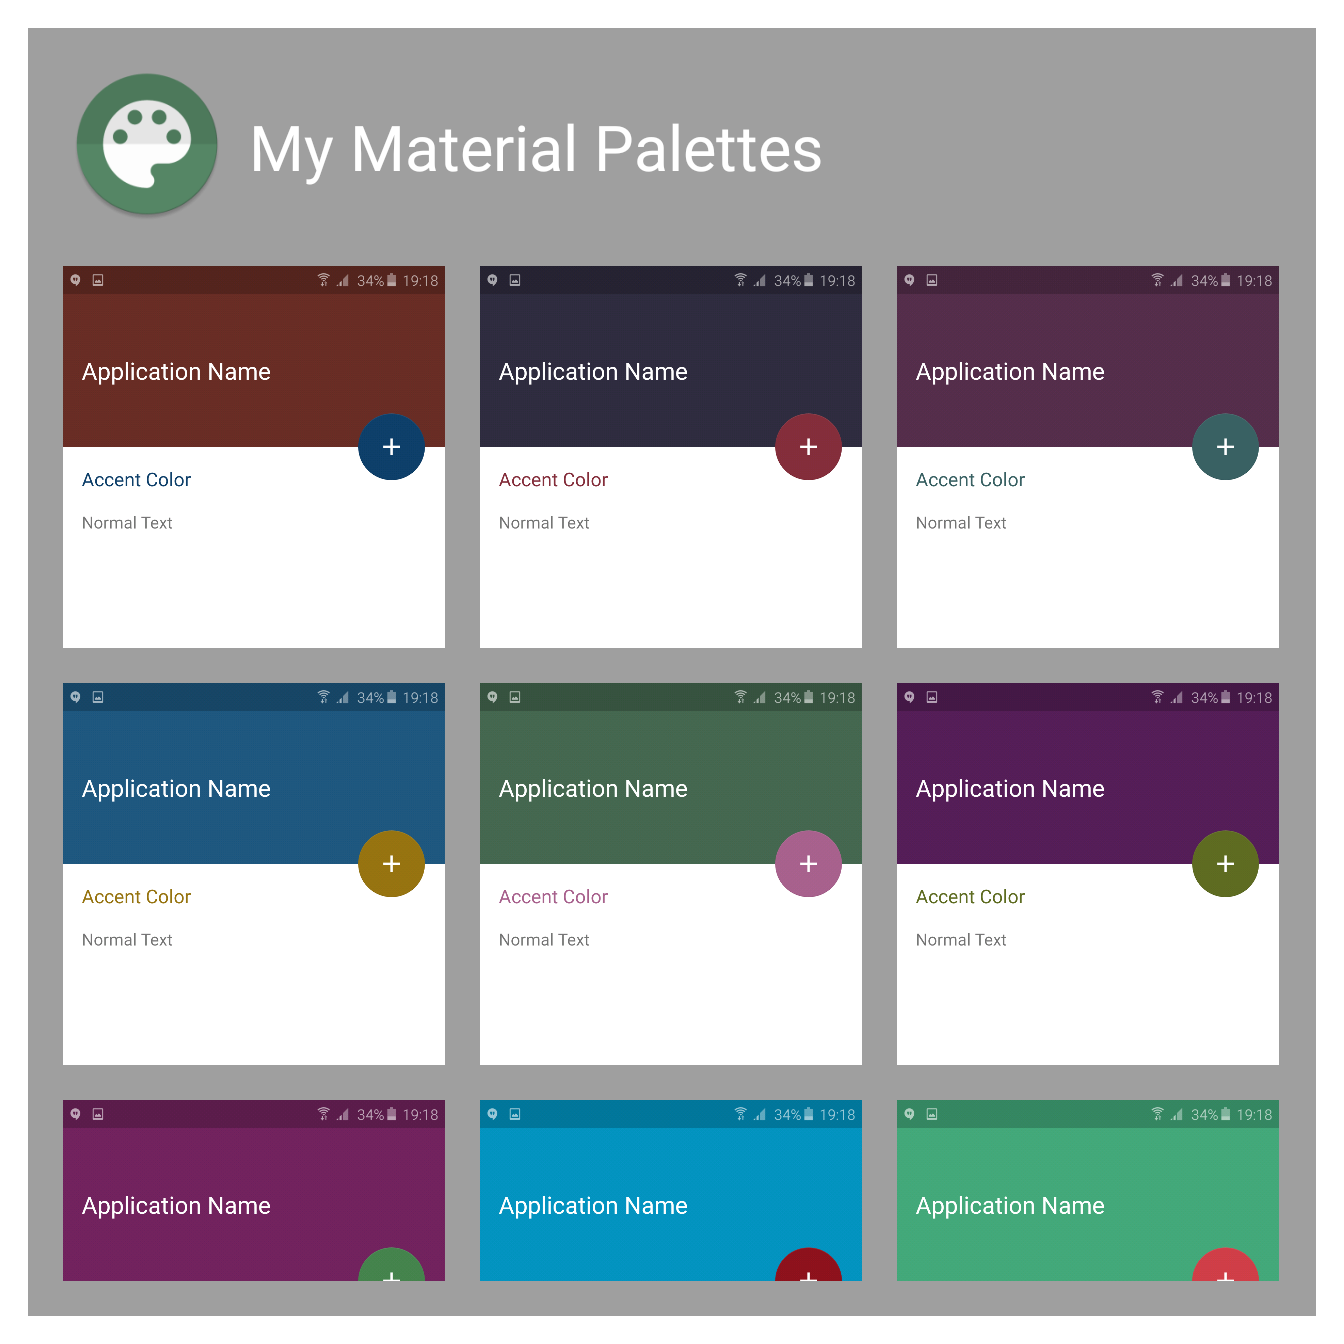 My Material Palettes
34% 19:18
34% 19:18
34% 19:18
Application Name
Application Name
Application Name
Accent Color
Accent Color
Accent Color
Normal Text
Normal Text
Normal Text
34% 19:18
34% 19:18
34% 19:18
Application Name
Application Name
Application Name
Accent Color
Accent Color
Accent Color
Normal Text
Normal Text
Normal Text
34% 19:18
34% 19:18
34% 19:18
Application Name
Application Name
Application Name